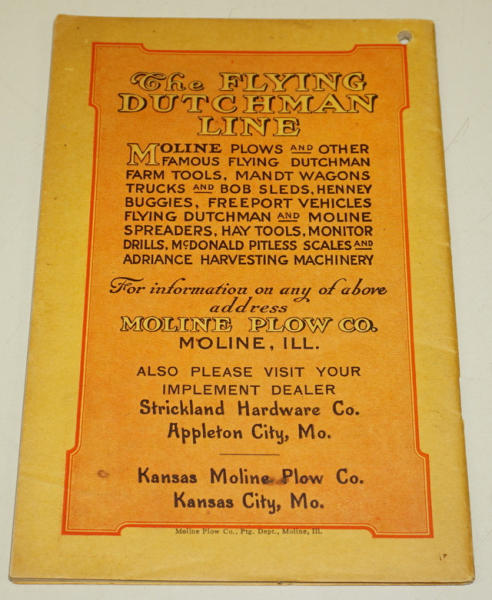 The FLYING
DUTCHMAN
LINE
MOLINE PLOWS AND OTHER
FAMOUS FLYING DUTCHMAN
FARM TOOLS, MANDT WAGONS
TRUCKS AND BOB SLEDS, HENNEY
BUGGIES, FREEPORT VEHICLES
FLYING DUTCHMAN AND MOLINE
SPREADERS, HAY TOOLS, MONITOR
DRILLS, McDONALD PITLESS SCALES AND
ADRIANCE HARVESTING MACHINERY
For information on any of above
address
MOLINE PLOW CO.
MOLINE, ILL.
ALSO PLEASE VISIT YOUR
IMPLEMENT DEALER
Strickland Hardware Co.
Appleton City, Mo.
Kansas Moline Plow Co.
Kansas City, Mo.
Moline Plow Co., Ptg. Dept., Moline, Ill.